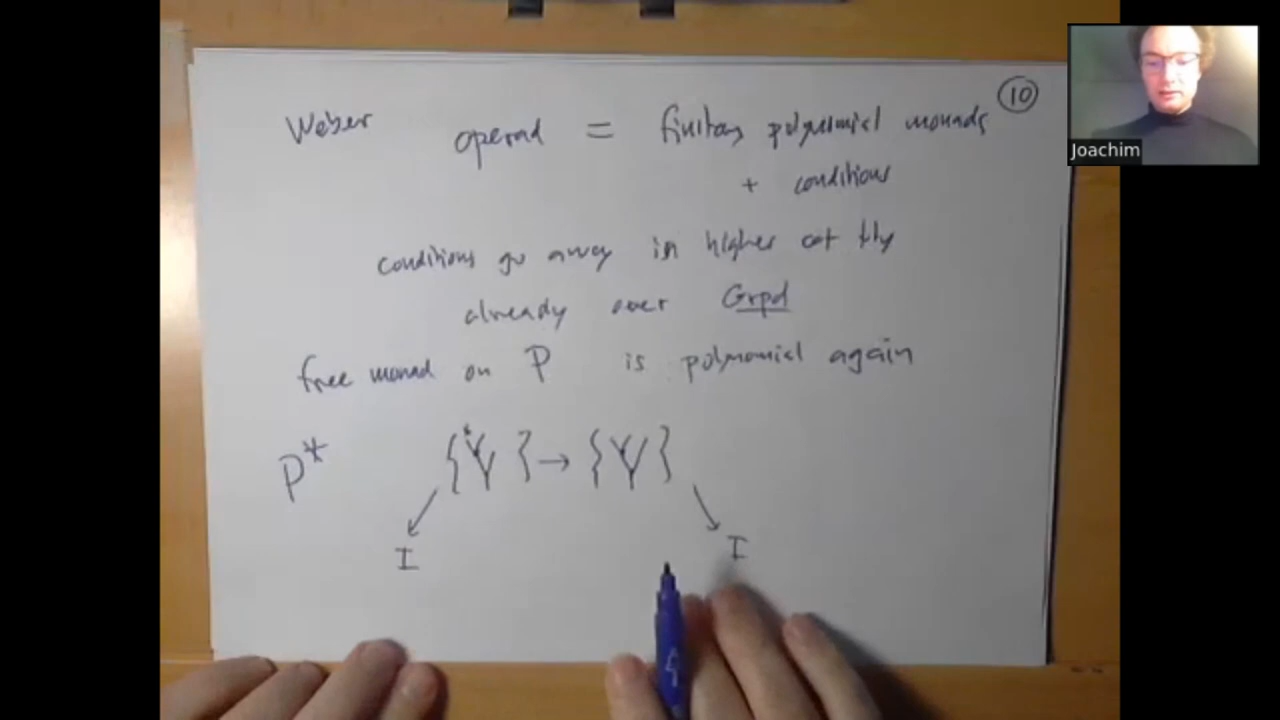 10
Weber operad = finitary polynomial monads
+ conditions
conditions go away in higher cat thy
already over Grpd
free monad on P is polynomial again
P* { * } → { }
I I
Joachim